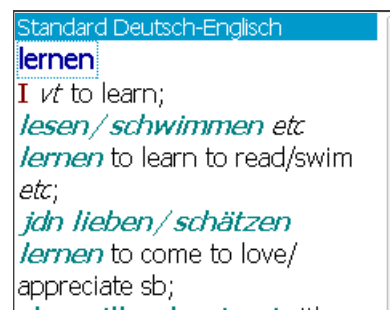 Standard Deutsch-Englisch
lernen
I vt to learn;
lesen/schwimmen etc
lernen to learn to read/swim
etc;
jdn lieben/schätzen
lernen to come to love/
appreciate sb;